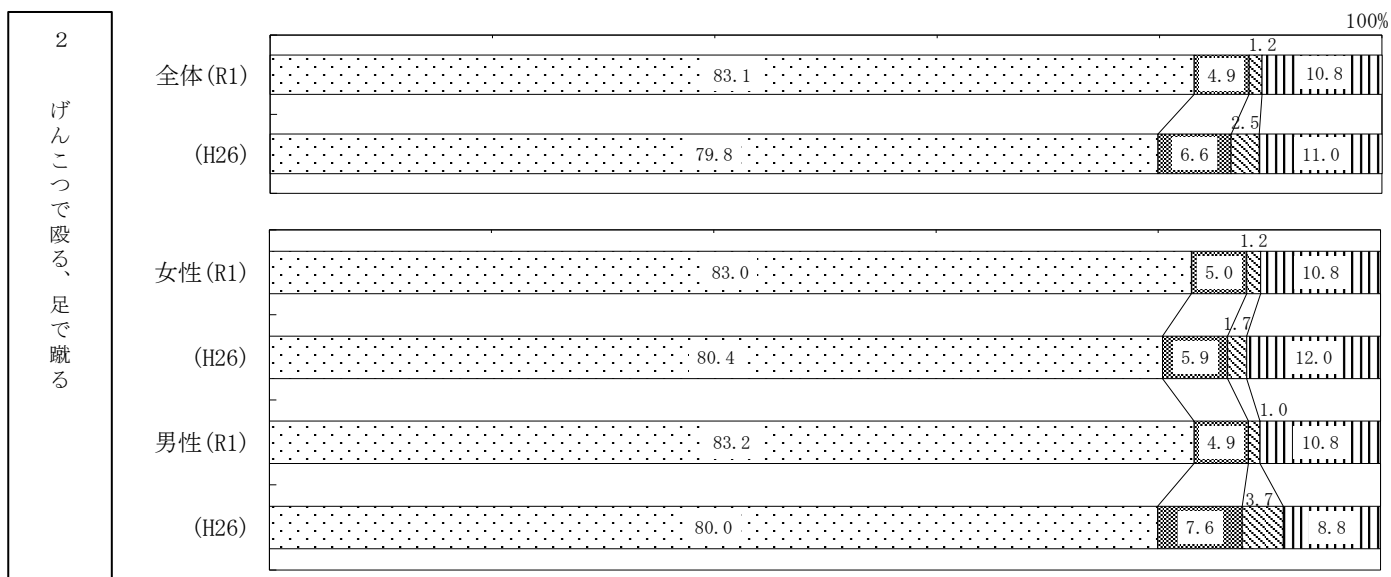 2 げんこつで殴る、足で蹴る
100%
1.2
全体(R1) 83.1 4.9 10.8
2.5
(H26) 79.8 6.6 11.0
1.2
女性(R1) 83.0 5.0 10.8
1.7
(H26) 80.4 5.9 12.0
1.0
男性(R1) 83.2 4.9 10.8
3.7
(H26) 80.0 7.6 8.8